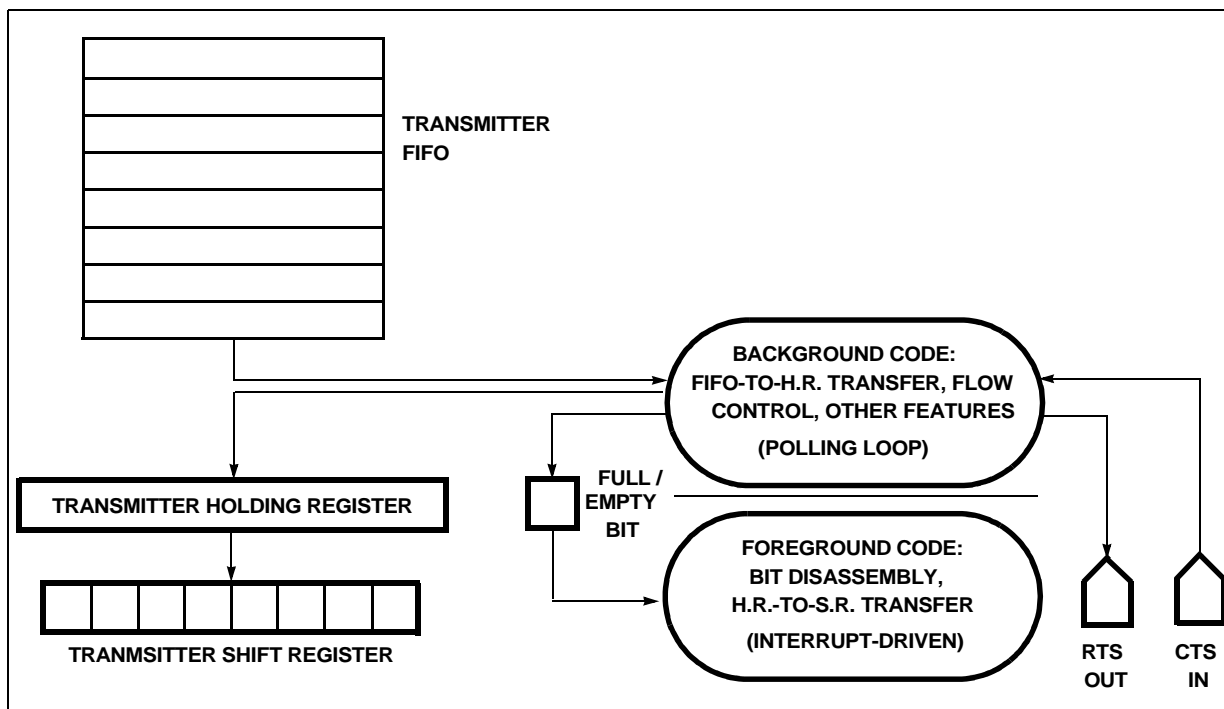 TRANSMITTER
FIFO
BACKGROUND CODE:
FIFO-TO-H.R. TRANSFER, FLOW
CONTROL, OTHER FEATURES
(POLLING LOOP)
FULL /
EMPTY
BIT
TRANSMITTER HOLDING REGISTER
FOREGROUND CODE:
BIT DISASSEMBLY,
H.R.-TO-S.R. TRANSFER
(INTERRUPT-DRIVEN)
TRANMSITTER SHIFT REGISTER
RTS
OUT
CTS
IN